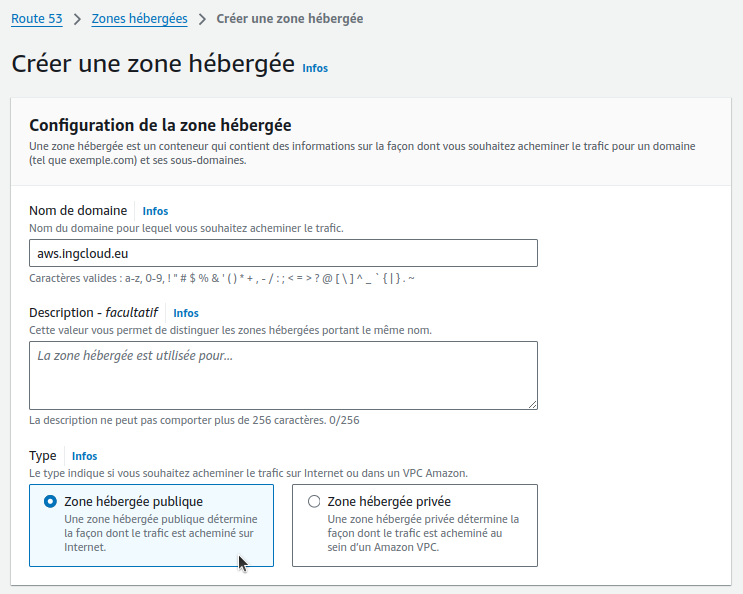 Route 53 > Zones hébergées > Créer une zone hébergée
Créer une zone hébergée Infos
Configuration de la zone hébergée
Une zone hébergée est un conteneur qui contient des informations sur la façon dont vous souhaitez acheminer le trafic pour un domaine
(tel que exemple.com) et ses sous-domaines.
Nom de domaine Infos
Nom du domaine pour lequel vous souhaitez acheminer le trafic.
aws.ingcloud.eu
Caractères valides : a-z, 0-9, ! " # $ % & ' ( ) * + , - / : ; < = > ? @ [ \ ] ^ _ ` { | } . ~
Description - facultatif Infos
Cette valeur vous permet de distinguer les zones hébergées portant le même nom.
La zone hébergée est utilisée pour...
La description ne peut pas comporter plus de 256 caractères. 0/256
Type Infos
Le type indique si vous souhaitez acheminer le trafic sur Internet ou dans un VPC Amazon.
Zone hébergée publique
Une zone hébergée publique détermine
la façon dont le trafic est acheminé sur
Internet.
Zone hébergée privée
Une zone hébergée privée détermine la
façon dont le trafic est acheminé au
sein d'un Amazon VPC.